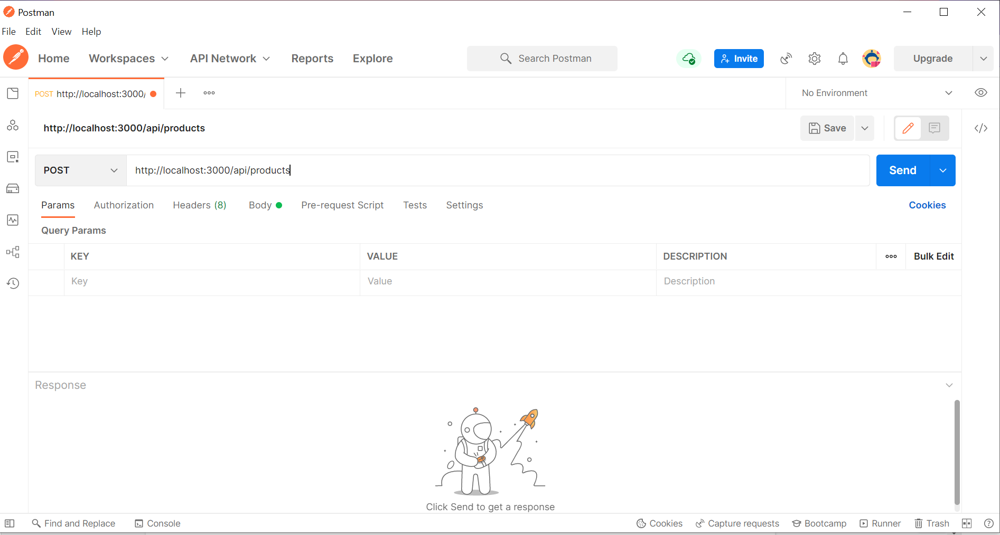 Postman
File Edit View Help
Home Workspaces API Network Reports Explore Search Postman Invite Upgrade
POST http://localhost:3000/ No Environment
http://localhost:3000/api/products Save
POST http://localhost:3000/api/products Send
Params Authorization Headers (8) Body Pre-request Script Tests Settings Cookies
Query Params
KEY VALUE DESCRIPTION Bulk Edit
Key Value Description
Response
Click Send to get a response
Find and Replace Console Cookies Capture requests Bootcamp Runner Trash